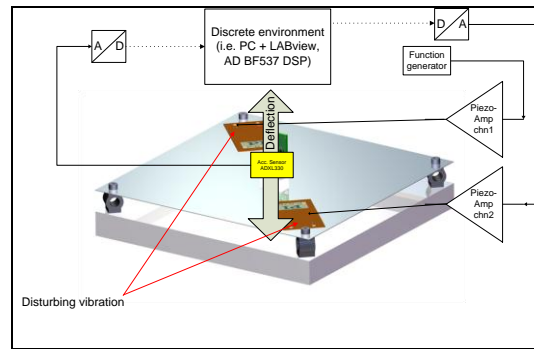 A
D
Discrete environment
(i.e. PC + LABview,
AD BF537 DSP)
D
A
Function
generator
Piezo-
Amp
chn1
Deflection
Acc. Sensor
ADXL330
Piezo-
Amp
chn2
Disturbing vibration